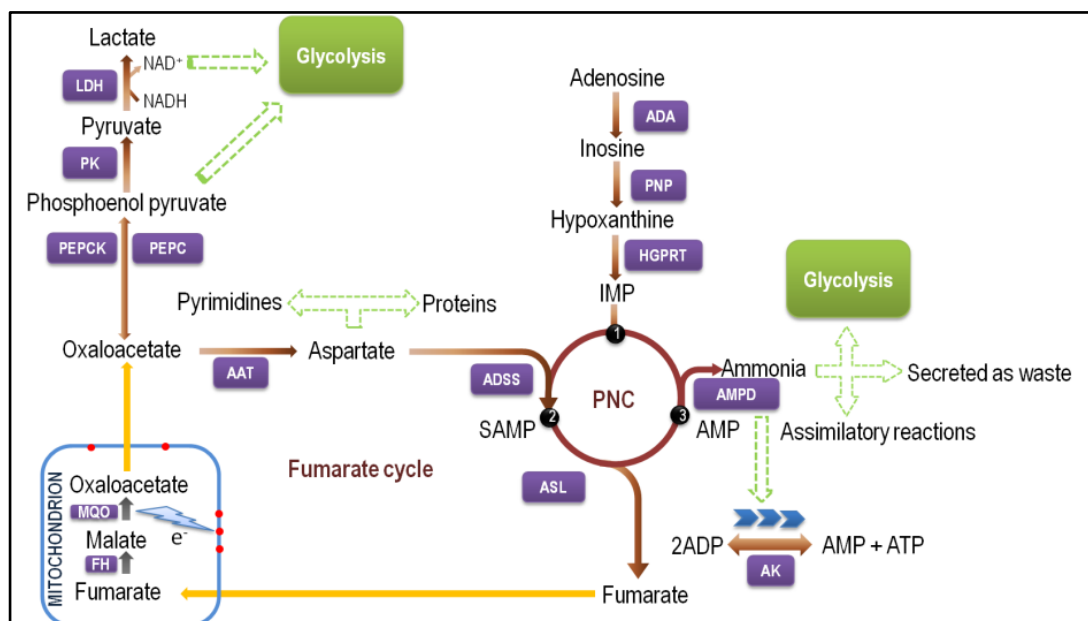 Lactate
NAD⁺
LDH
NADH
Glycolysis
Pyruvate
PK
Phosphoenol pyruvate
PEPCK
PEPC
Oxaloacetate
AAT
Aspartate
Pyrimidines
Proteins
Adenosine
ADA
Inosine
PNP
Hypoxanthine
HGPRT
IMP
1
ADSS
PNC
2
3
SAMP
AMP
Ammonia
AMPD
Glycolysis
Secreted as waste
Assimilatory reactions
Fumarate cycle
ASL
2ADP
AMP + ATP
AK
Fumarate
MITOCHONDRION
Oxaloacetate
MQO
e⁻
Malate
FH
Fumarate